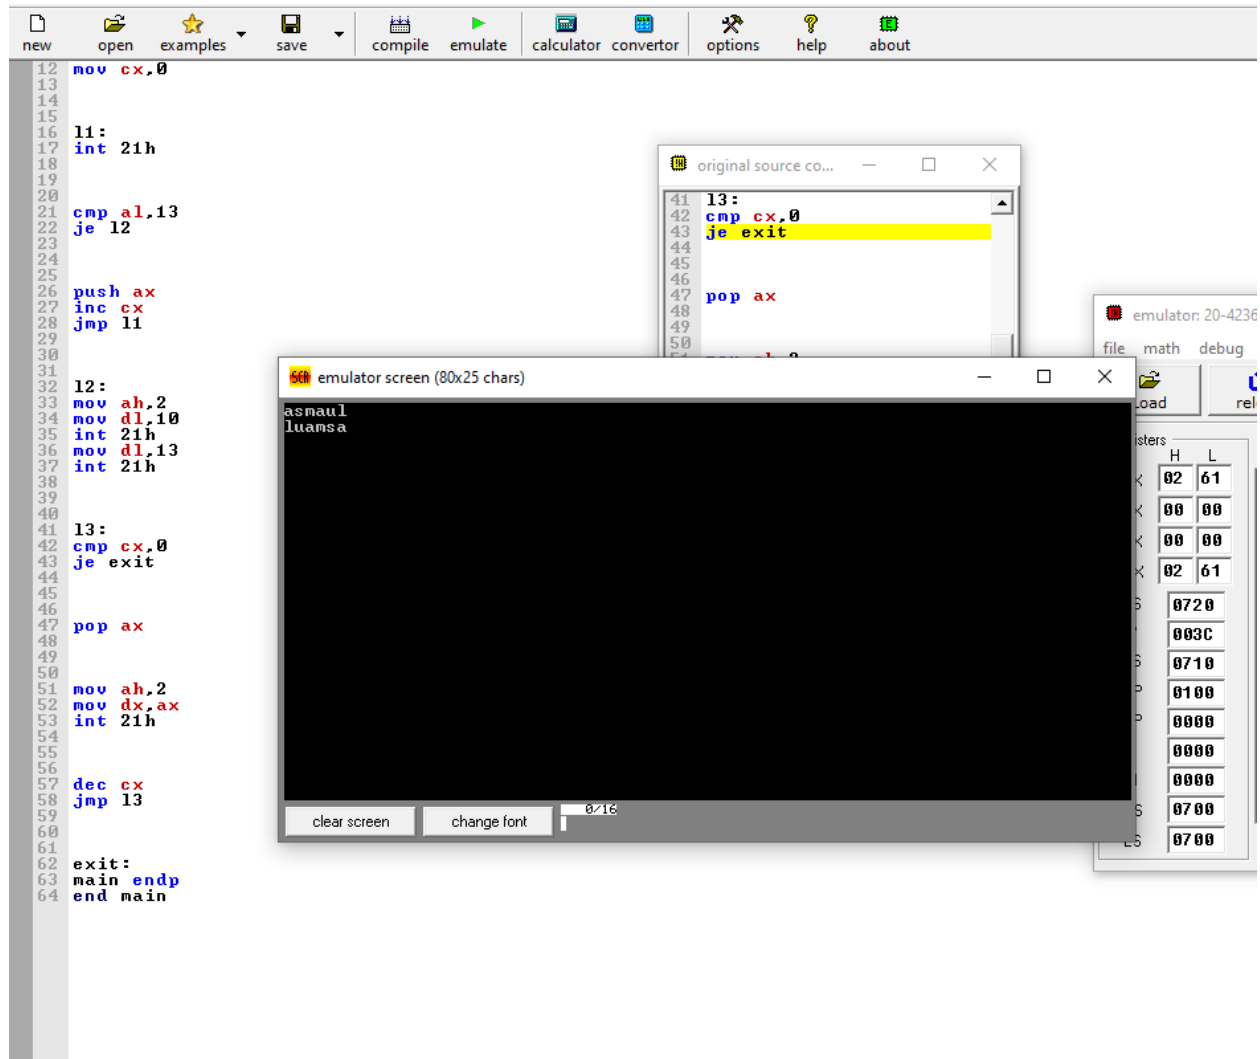 new open examples save compile emulate calculator convertor options help about
12 mov cx,0
13
14
15
16 l1:
17 int 21h
18
19
20
21 cmp al,13
22 je l2
23
24
25
26 push ax
27 inc cx
28 jmp l1
29
30
31
32 l2:
33 mov ah,2
34 mov dl,10
35 int 21h
36 mov dl,13
37 int 21h
38
39
40
41 l3:
42 cmp cx,0
43 je exit
44
45
46
47 pop ax
48
49
50
51 mov ah,2
52 mov dx,ax
53 int 21h
54
55
56
57 dec cx
58 jmp l3
59
60
61
62 exit:
63 main endp
64 end main
original source co...
41 l3:
42 cmp cx,0
43 je exit
44
45
46
47 pop ax
48
49
50
emulator screen (80x25 chars)
asmaul
luamsa
clear screen change font 0/16
emulator: 20-4236
file math debug
H L
02 61
00 00
00 00
02 61
0720
003C
0710
0100
0000
0000
0000
0700
0700